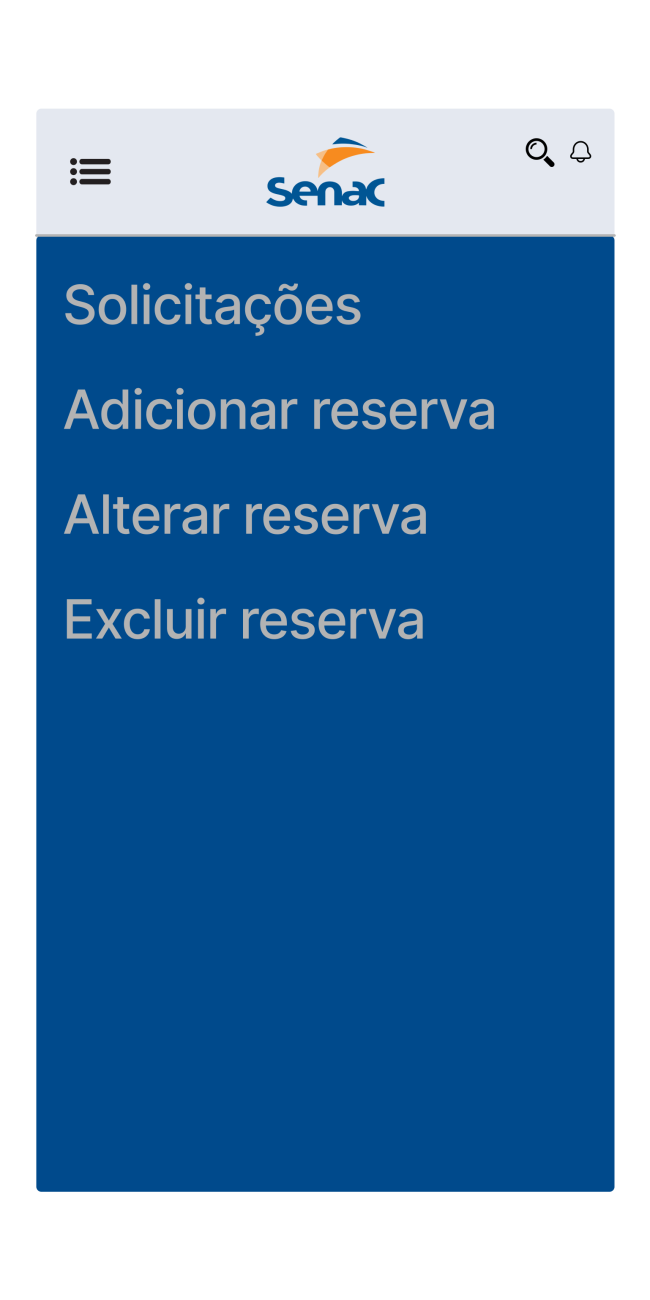 Senac
Solicitações
Adicionar reserva
Alterar reserva
Excluir reserva